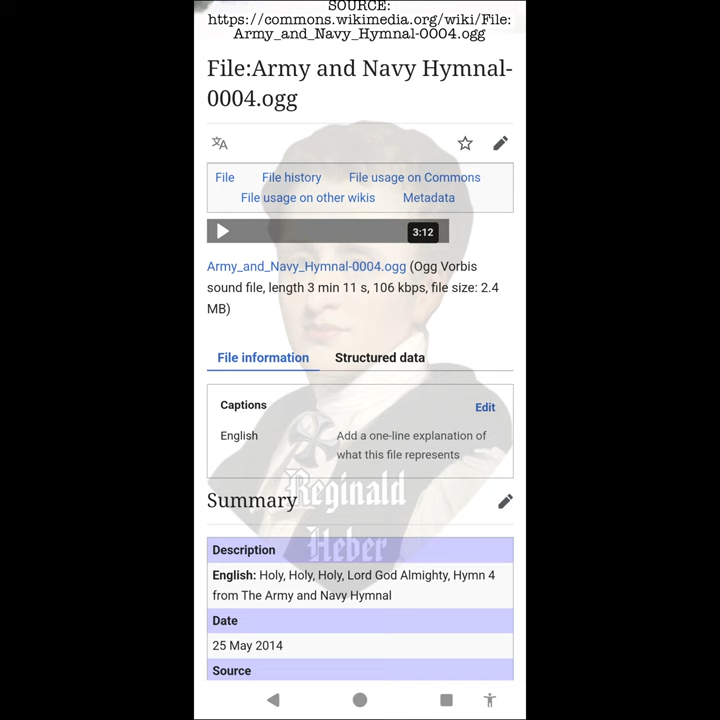 SOURCE:
https://commons.wikimedia.org/wiki/File:
Army_and_Navy_Hymnal-0004.ogg
File:Army and Navy Hymnal-
0004.ogg
File File history File usage on Commons
File usage on other wikis Metadata
3:12
Army_and_Navy_Hymnal-0004.ogg (Ogg Vorbis
sound file, length 3 min 11 s, 106 kbps, file size: 2.4
MB)
File information Structured data
Captions Edit
English Add a one-line explanation of
what this file represents
Reginald
Heber
Summary
Description
English: Holy, Holy, Holy, Lord God Almighty, Hymn 4
from The Army and Navy Hymnal
Date
25 May 2014
Source